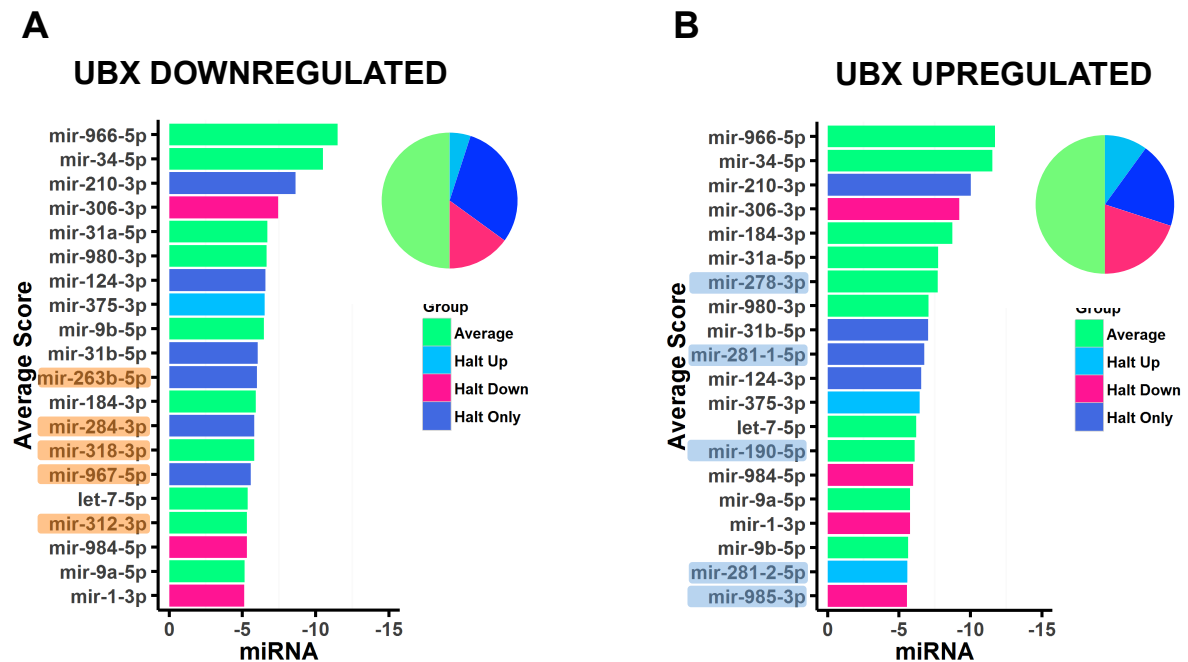 A
UBX DOWNREGULATED
mir-966-5p
mir-34-5p
mir-210-3p
mir-306-3p
mir-31a-5p
mir-980-3p
mir-124-3p
mir-375-3p
mir-9b-5p
mir-31b-5p
mir-263b-5p
mir-184-3p
mir-284-3p
mir-318-3p
mir-967-5p
let-7-5p
mir-312-3p
mir-984-5p
mir-9a-5p
mir-1-3p
Average Score
0 -5 -10 -15
miRNA
Group
Average
Halt Up
Halt Down
Halt Only
B
UBX UPREGULATED
mir-966-5p
mir-34-5p
mir-210-3p
mir-306-3p
mir-184-3p
mir-31a-5p
mir-278-3p
mir-980-3p
mir-31b-5p
mir-281-1-5p
mir-124-3p
mir-375-3p
let-7-5p
mir-190-5p
mir-984-5p
mir-9a-5p
mir-1-3p
mir-9b-5p
mir-281-2-5p
mir-985-3p
Average Score
0 -5 -10 -15
miRNA
Group
Average
Halt Up
Halt Down
Halt Only